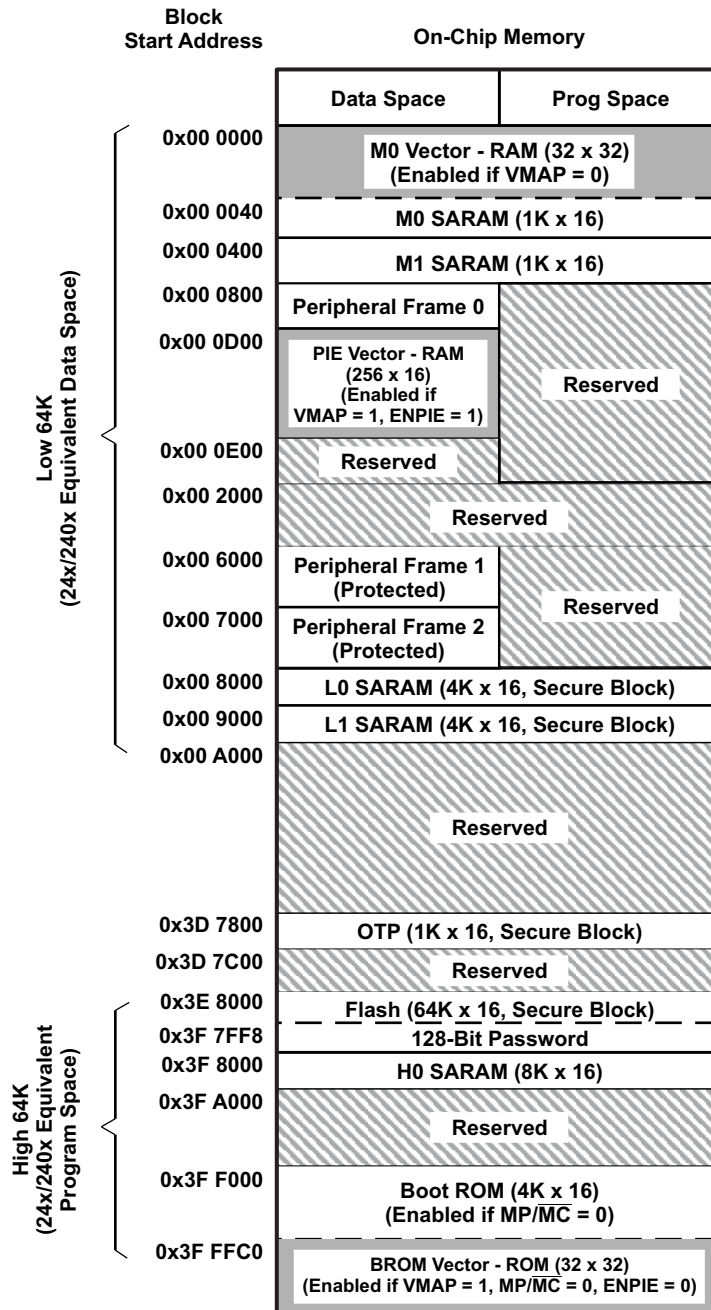 Block
Start Address
On-Chip Memory
Data Space
Prog Space
0x00 0000
M0 Vector - RAM (32 x 32)
(Enabled if VMAP = 0)
0x00 0040
M0 SARAM (1K x 16)
0x00 0400
M1 SARAM (1K x 16)
0x00 0800
Peripheral Frame 0
0x00 0D00
PIE Vector - RAM
(256 x 16)
(Enabled if
VMAP = 1, ENPIE = 1)
Reserved
0x00 0E00
Reserved
0x00 2000
Reserved
0x00 6000
Peripheral Frame 1
(Protected)
0x00 7000
Peripheral Frame 2
(Protected)
Reserved
0x00 8000
L0 SARAM (4K x 16, Secure Block)
0x00 9000
L1 SARAM (4K x 16, Secure Block)
0x00 A000
Reserved
Low 64K
(24x/240x Equivalent Data Space)
0x3D 7800
OTP (1K x 16, Secure Block)
0x3D 7C00
Reserved
0x3E 8000
Flash (64K x 16, Secure Block)
0x3F 7FF8
128-Bit Password
0x3F 8000
H0 SARAM (8K x 16)
0x3F A000
Reserved
0x3F F000
Boot ROM (4K x 16)
(Enabled if MP/M̅C̅ = 0)
0x3F FFC0
BROM Vector - ROM (32 x 32)
(Enabled if VMAP = 1, MP/M̅C̅ = 0, ENPIE = 0)
High 64K
(24x/240x Equivalent
Program Space)